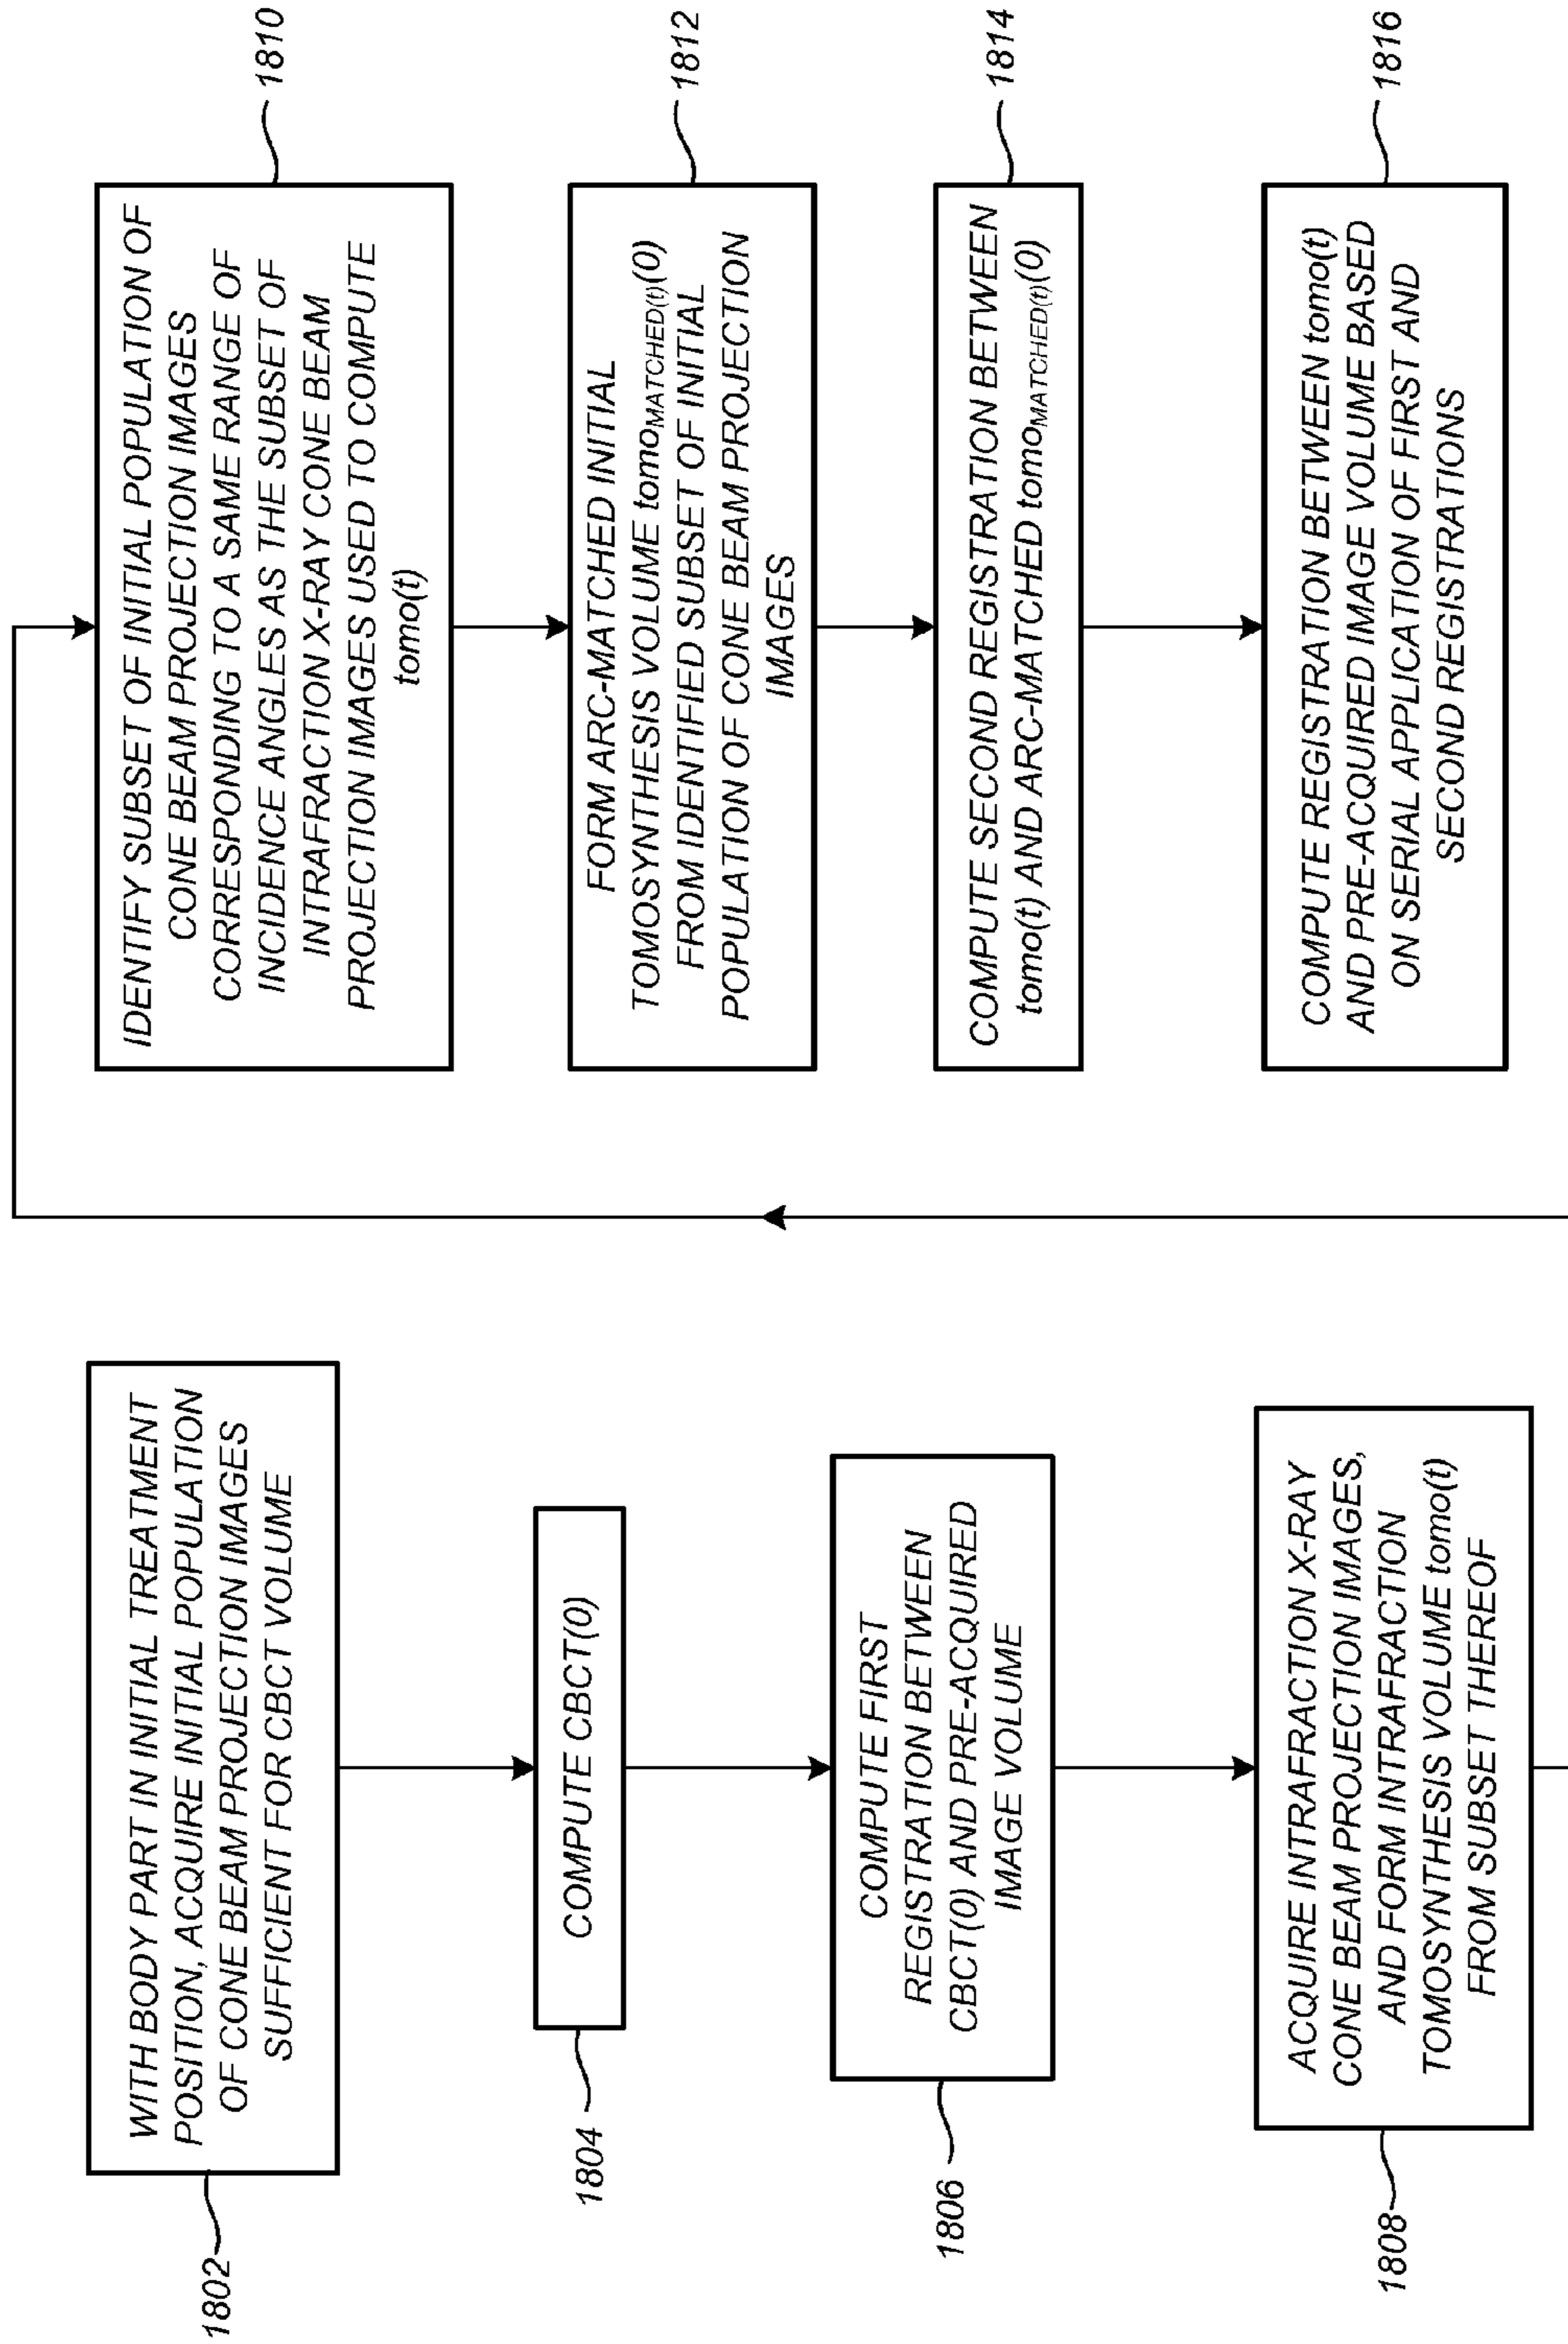 WITH BODY PART IN INITIAL TREATMENT
POSITION, ACQUIRE INITIAL POPULATION
OF CONE BEAM PROJECTION IMAGES
SUFFICIENT FOR CBCT VOLUME
1802
COMPUTE CBCT(0)
1804
COMPUTE FIRST
REGISTRATION BETWEEN
CBCT(0) AND PRE-ACQUIRED
IMAGE VOLUME
1806
ACQUIRE INTRAFRACTION X-RAY
CONE BEAM PROJECTION IMAGES,
AND FORM INTRAFRACTION
TOMOSYNTHESIS VOLUME tomo(t)
FROM SUBSET THEREOF
1808
IDENTIFY SUBSET OF INITIAL POPULATION OF
CONE BEAM PROJECTION IMAGES
CORRESPONDING TO A SAME RANGE OF
INCIDENCE ANGLES AS THE SUBSET OF
INTRAFRACTION X-RAY CONE BEAM
PROJECTION IMAGES USED TO COMPUTE
tomo(t)
1810
FORM ARC-MATCHED INITIAL
TOMOSYNTHESIS VOLUME tomoMATCHED(t)(0)
FROM IDENTIFIED SUBSET OF INITIAL
POPULATION OF CONE BEAM PROJECTION
IMAGES
1812
COMPUTE SECOND REGISTRATION BETWEEN
tomo(t) AND ARC-MATCHED tomoMATCHED(t)(0)
1814
COMPUTE REGISTRATION BETWEEN tomo(t)
AND PRE-ACQUIRED IMAGE VOLUME BASED
ON SERIAL APPLICATION OF FIRST AND
SECOND REGISTRATIONS
1816